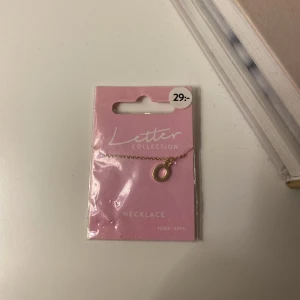 29:-
Letter
COLLECTION
NECKLACE